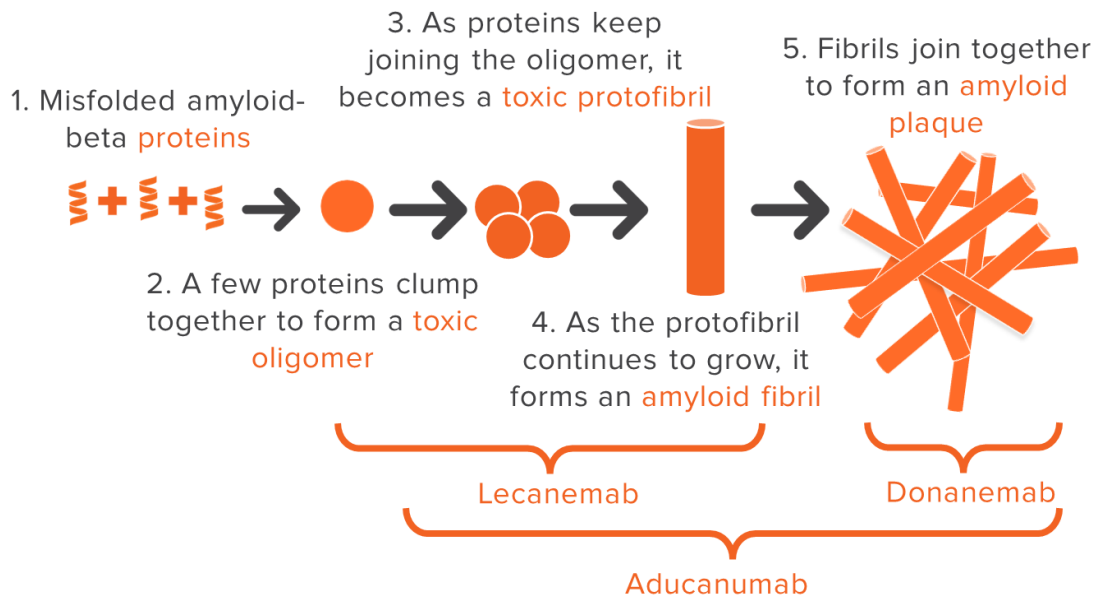 1. Misfolded amyloid-
beta proteins
2. A few proteins clump
together to form a toxic
oligomer
3. As proteins keep
joining the oligomer, it
becomes a toxic protofibril
4. As the protofibril
continues to grow, it
forms an amyloid fibril
5. Fibrils join together
to form an amyloid
plaque
Lecanemab
Donanemab
Aducanumab